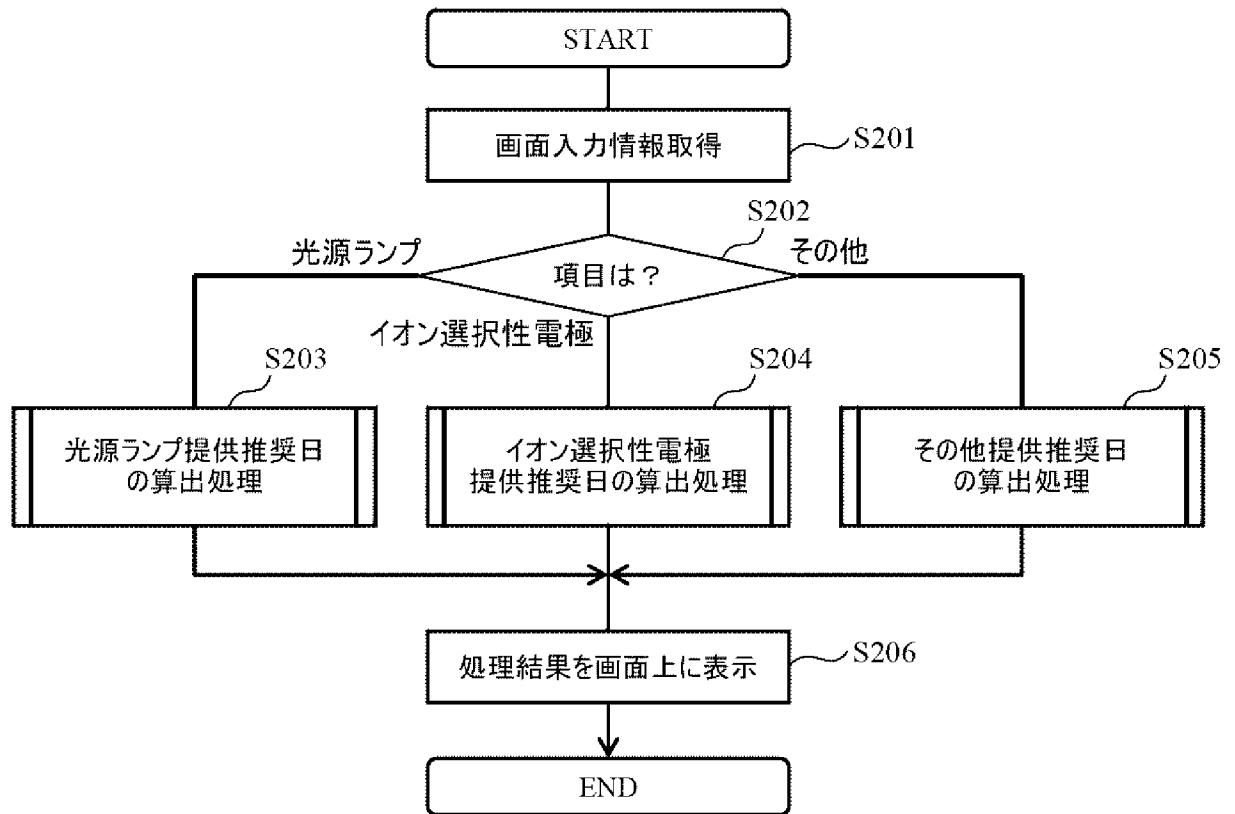 START
画面入力情報取得
S201
S202
光源ランプ
その他
項目は？
イオン選択性電極
S203
S204
S205
光源ランプ提供推奨日
の算出処理
イオン選択性電極
提供推奨日の算出処理
その他提供推奨日
の算出処理
処理結果を画面上に表示
S206
END